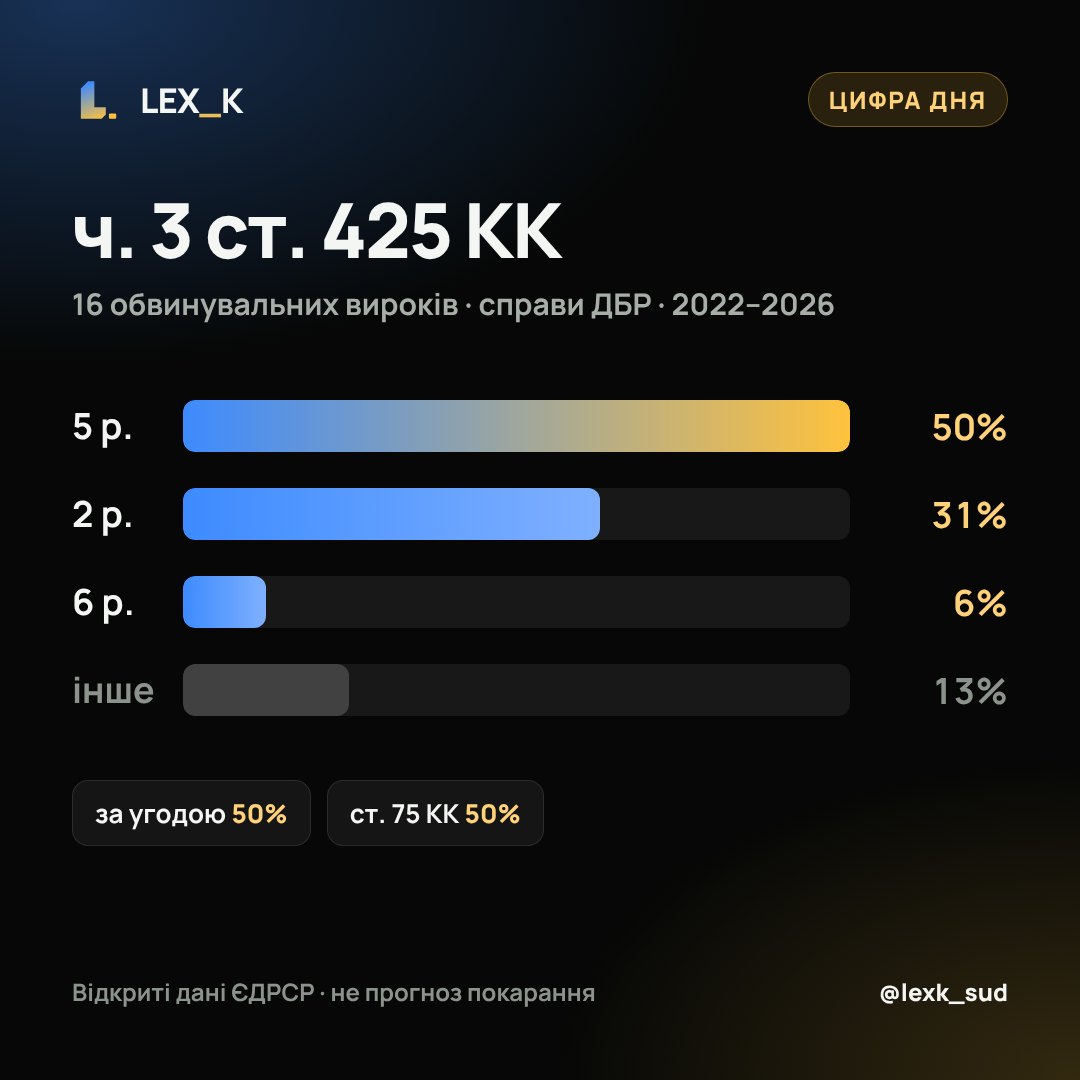 LEX_K
ЦИФРА ДНЯ
ч. 3 ст. 425 КК
16 обвинувальних вироків · справи ДБР · 2022–2026
5 р. 50%
2 р. 31%
6 р. 6%
інше 13%
за угодою 50%
ст. 75 КК 50%
Відкриті дані ЄДРСР · не прогноз покарання
@lexk_sud